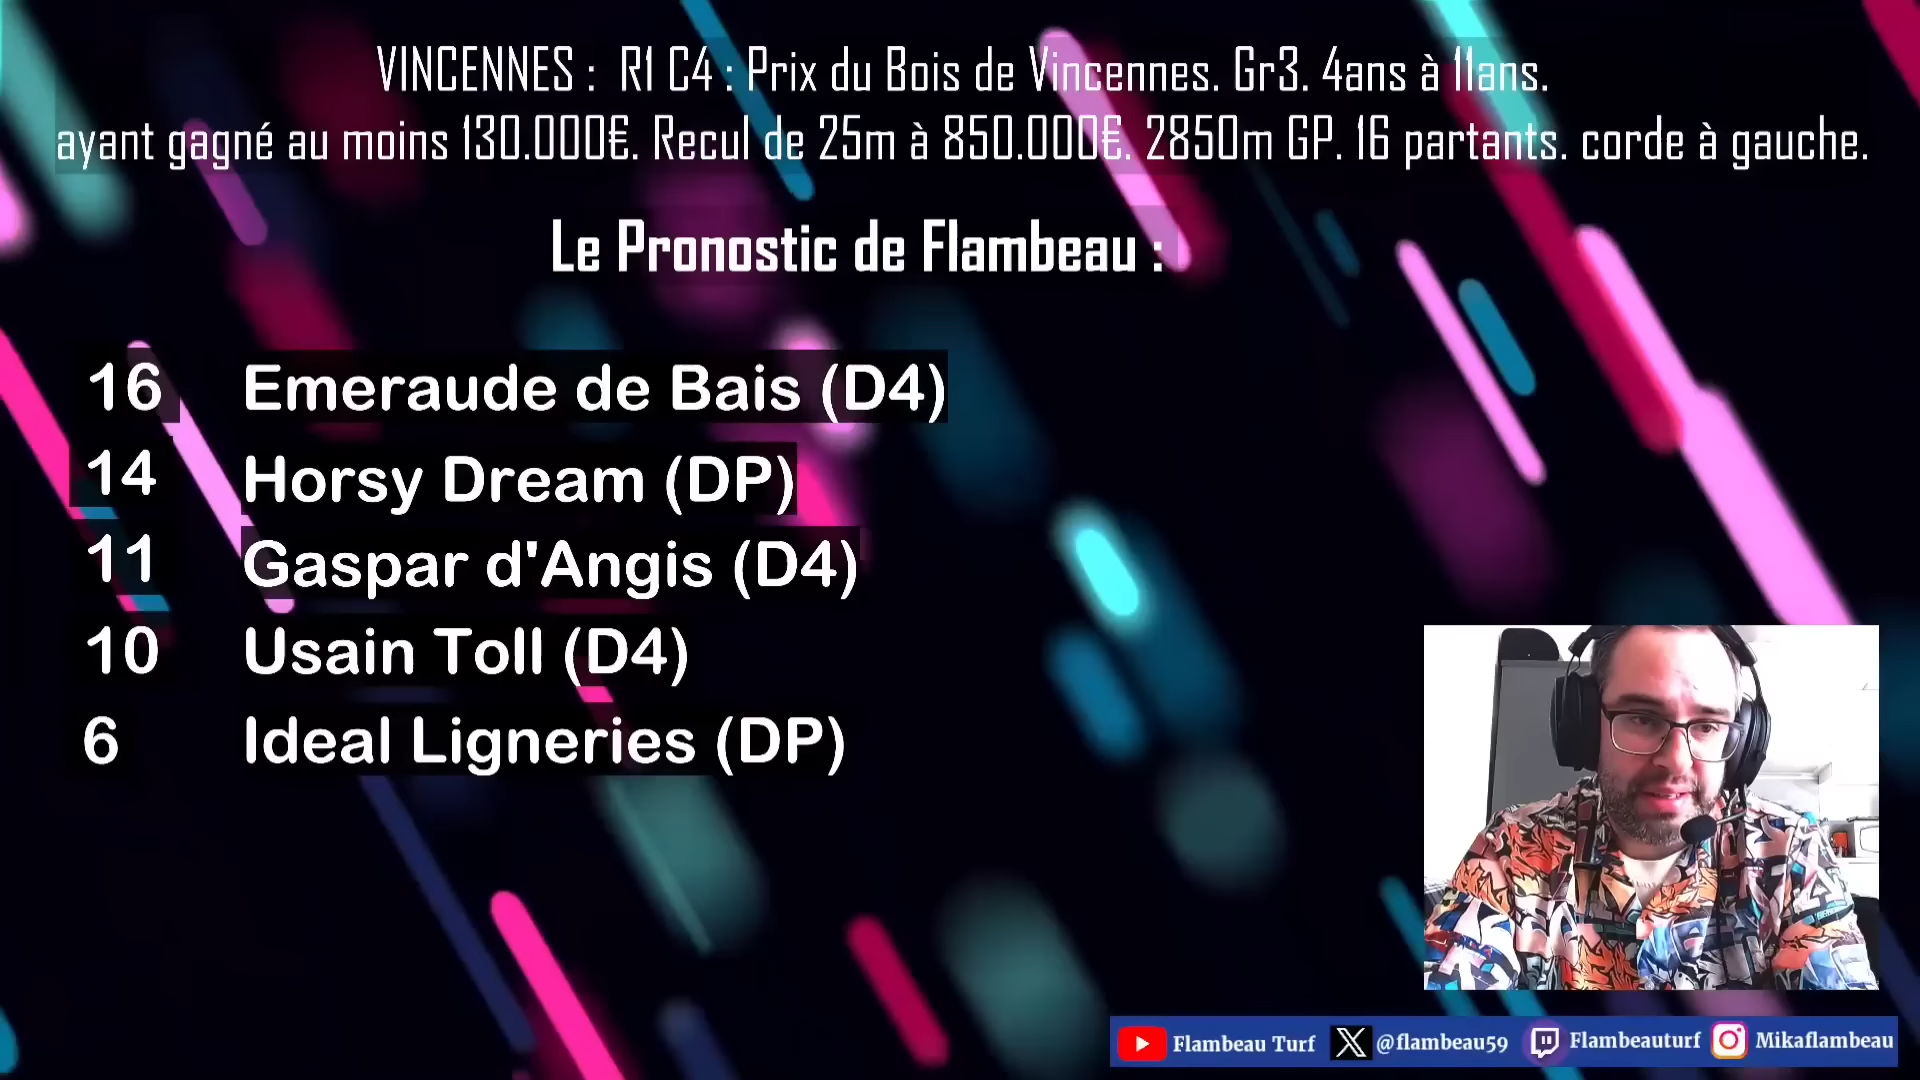 VINCENNES : R1 C4 : Prix du Bois de Vincennes. Gr3. 4ans à 11ans.
ayant gagné au moins 130.000€. Recul de 25m à 850.000€. 2850m GP. 16 partants. corde à gauche.
Le Pronostic de Flambeau :
16 Emeraude de Bais (D4)
14 Horsy Dream (DP)
11 Gaspar d'Angis (D4)
10 Usain Toll (D4)
6 Ideal Ligneries (DP)
Flambeau Turf @flambeau59 Flambeauturf Mikaflambeau